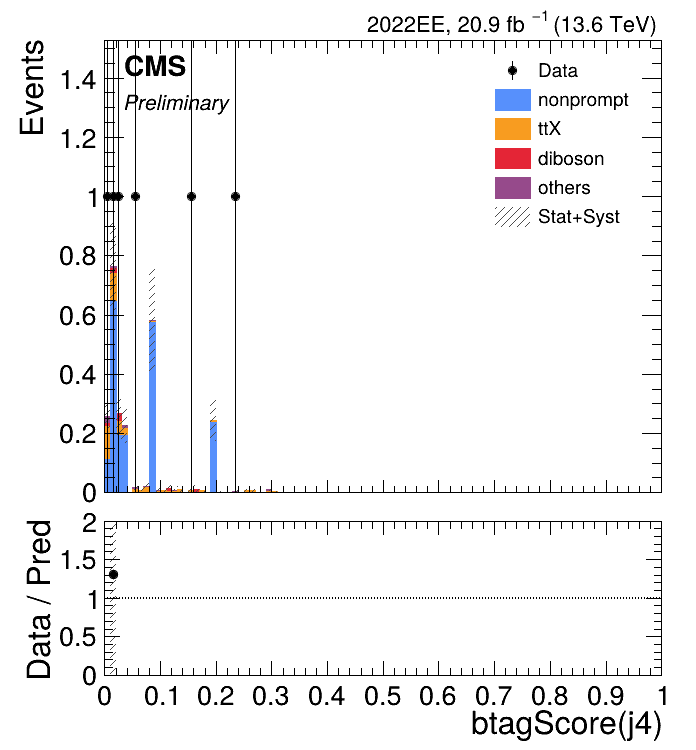 2022EE, 20.9 fb⁻¹ (13.6 TeV)
CMS
Preliminary
Events
1.4
1.2
1
0.8
0.6
0.4
0.2
0
Data
nonprompt
ttX
diboson
others
Stat+Syst
Data / Pred
2
1.5
1
0.5
0
0 0.1 0.2 0.3 0.4 0.5 0.6 0.7 0.8 0.9 1
btagScore(j4)